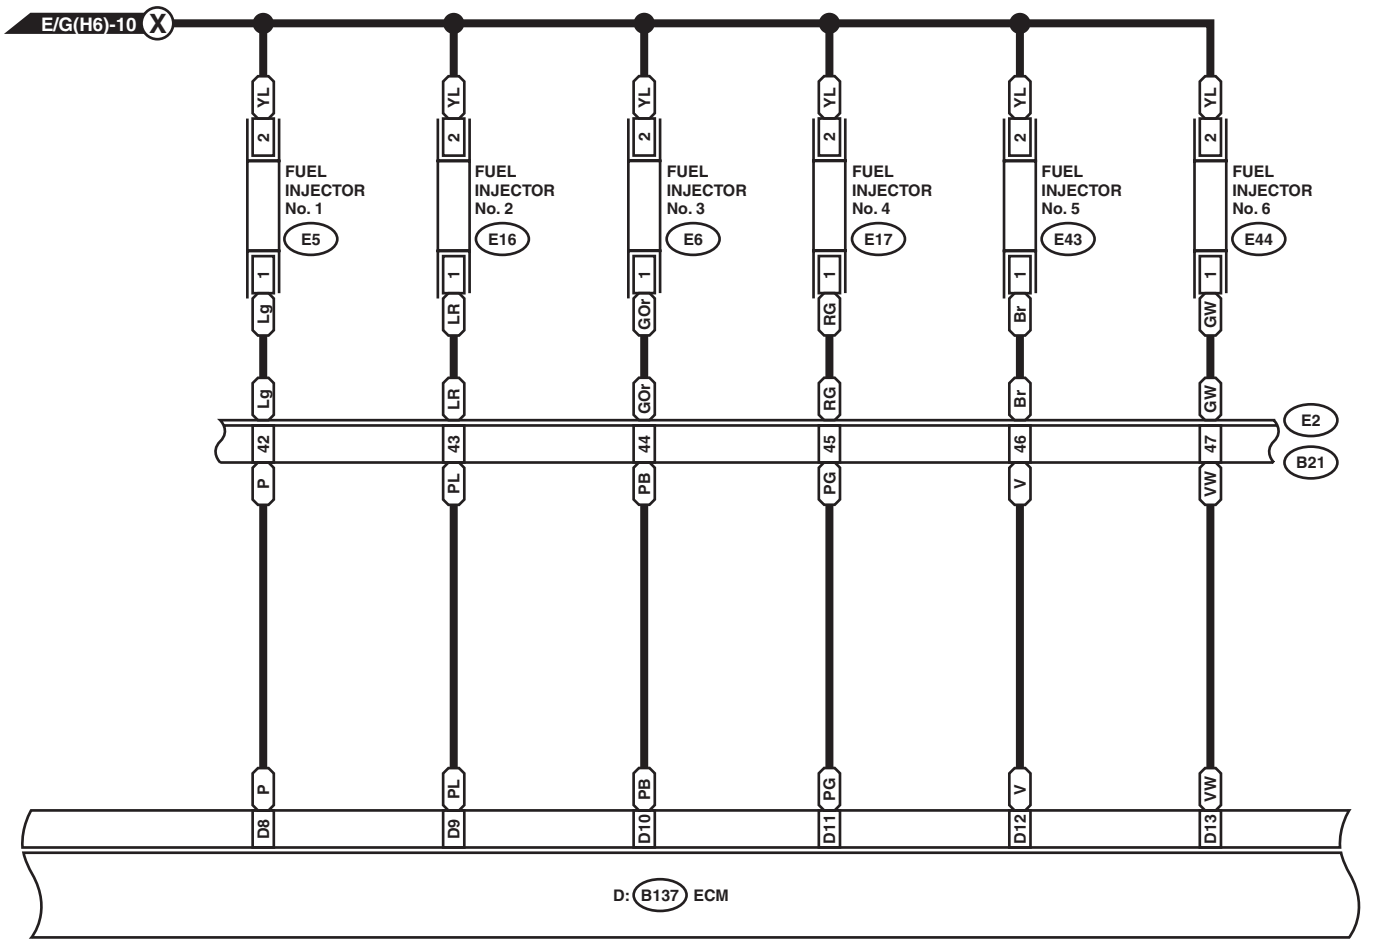 E/G(H6)-10 X
YL YL YL YL YL YL
2 2 2 2 2 2
FUEL INJECTOR No. 1 E5
FUEL INJECTOR No. 2 E16
FUEL INJECTOR No. 3 E6
FUEL INJECTOR No. 4 E17
FUEL INJECTOR No. 5 E43
FUEL INJECTOR No. 6 E44
1 1 1 1 1 1
Lg LR GOr RG Br GW
Lg LR GOr RG Br GW
E2
42 43 44 45 46 47
B21
P PL PB PG V VW
P PL PB PG V VW
D8 D9 D10 D11 D12 D13
D: B137 ECM